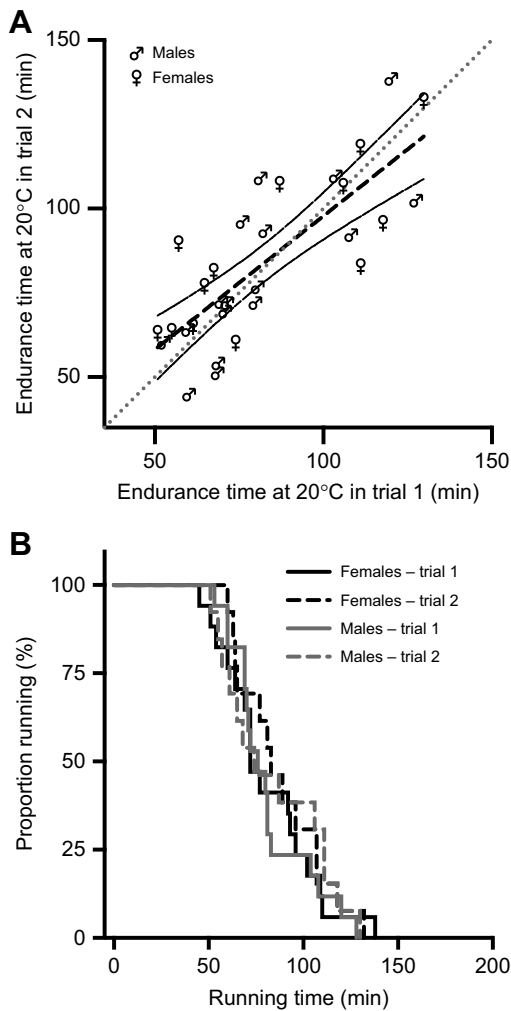 A
150
♂ Males
♀ Females
100
50
Endurance time at 20°C in trial 2 (min)
50
100
150
Endurance time at 20°C in trial 1 (min)
B
100
75
50
25
0
Proportion running (%)
Females – trial 1
Females – trial 2
Males – trial 1
Males – trial 2
0
50
100
150
200
Running time (min)